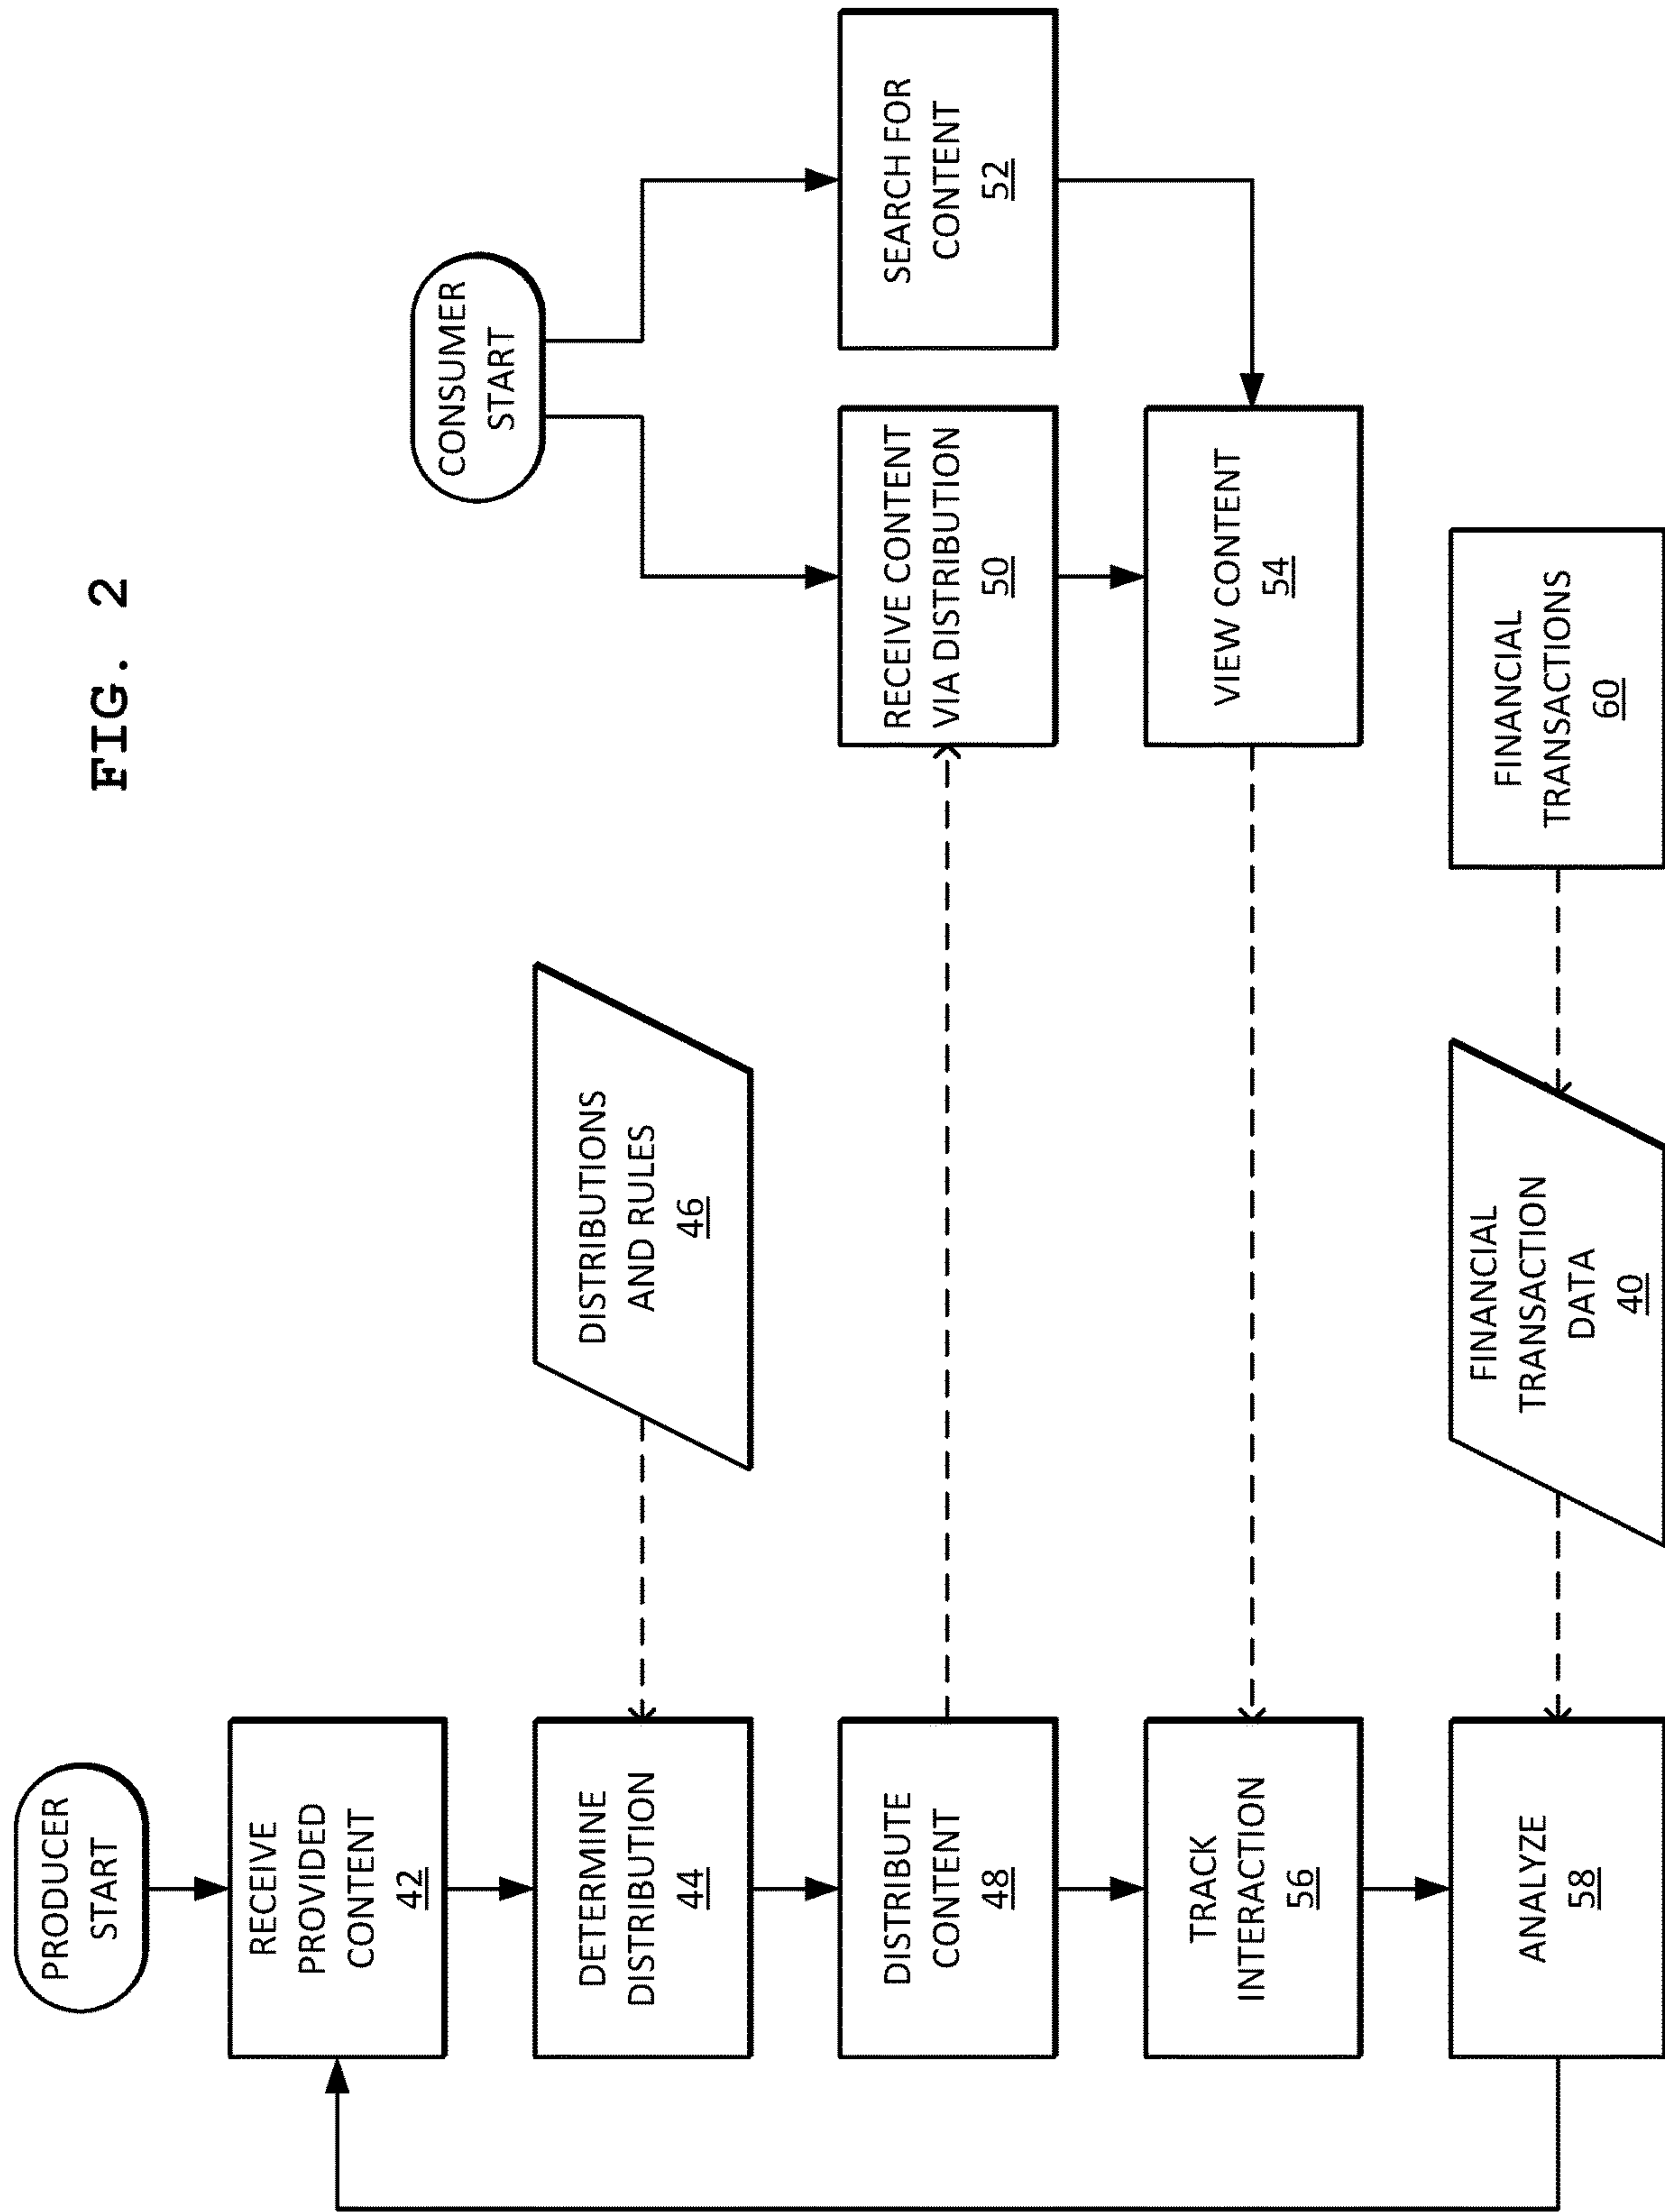 FIG. 2
PRODUCER
START
CONSUMER
START
RECEIVE
PROVIDED
CONTENT
42
DETERMINE
DISTRIBUTION
44
DISTRIBUTIONS
AND RULES
46
DISTRIBUTE
CONTENT
48
RECEIVE CONTENT
VIA DISTRIBUTION
50
SEARCH FOR
CONTENT
52
TRACK
INTERACTION
56
VIEW CONTENT
54
ANALYZE
58
FINANCIAL
TRANSACTION
DATA
40
FINANCIAL
TRANSACTIONS
60